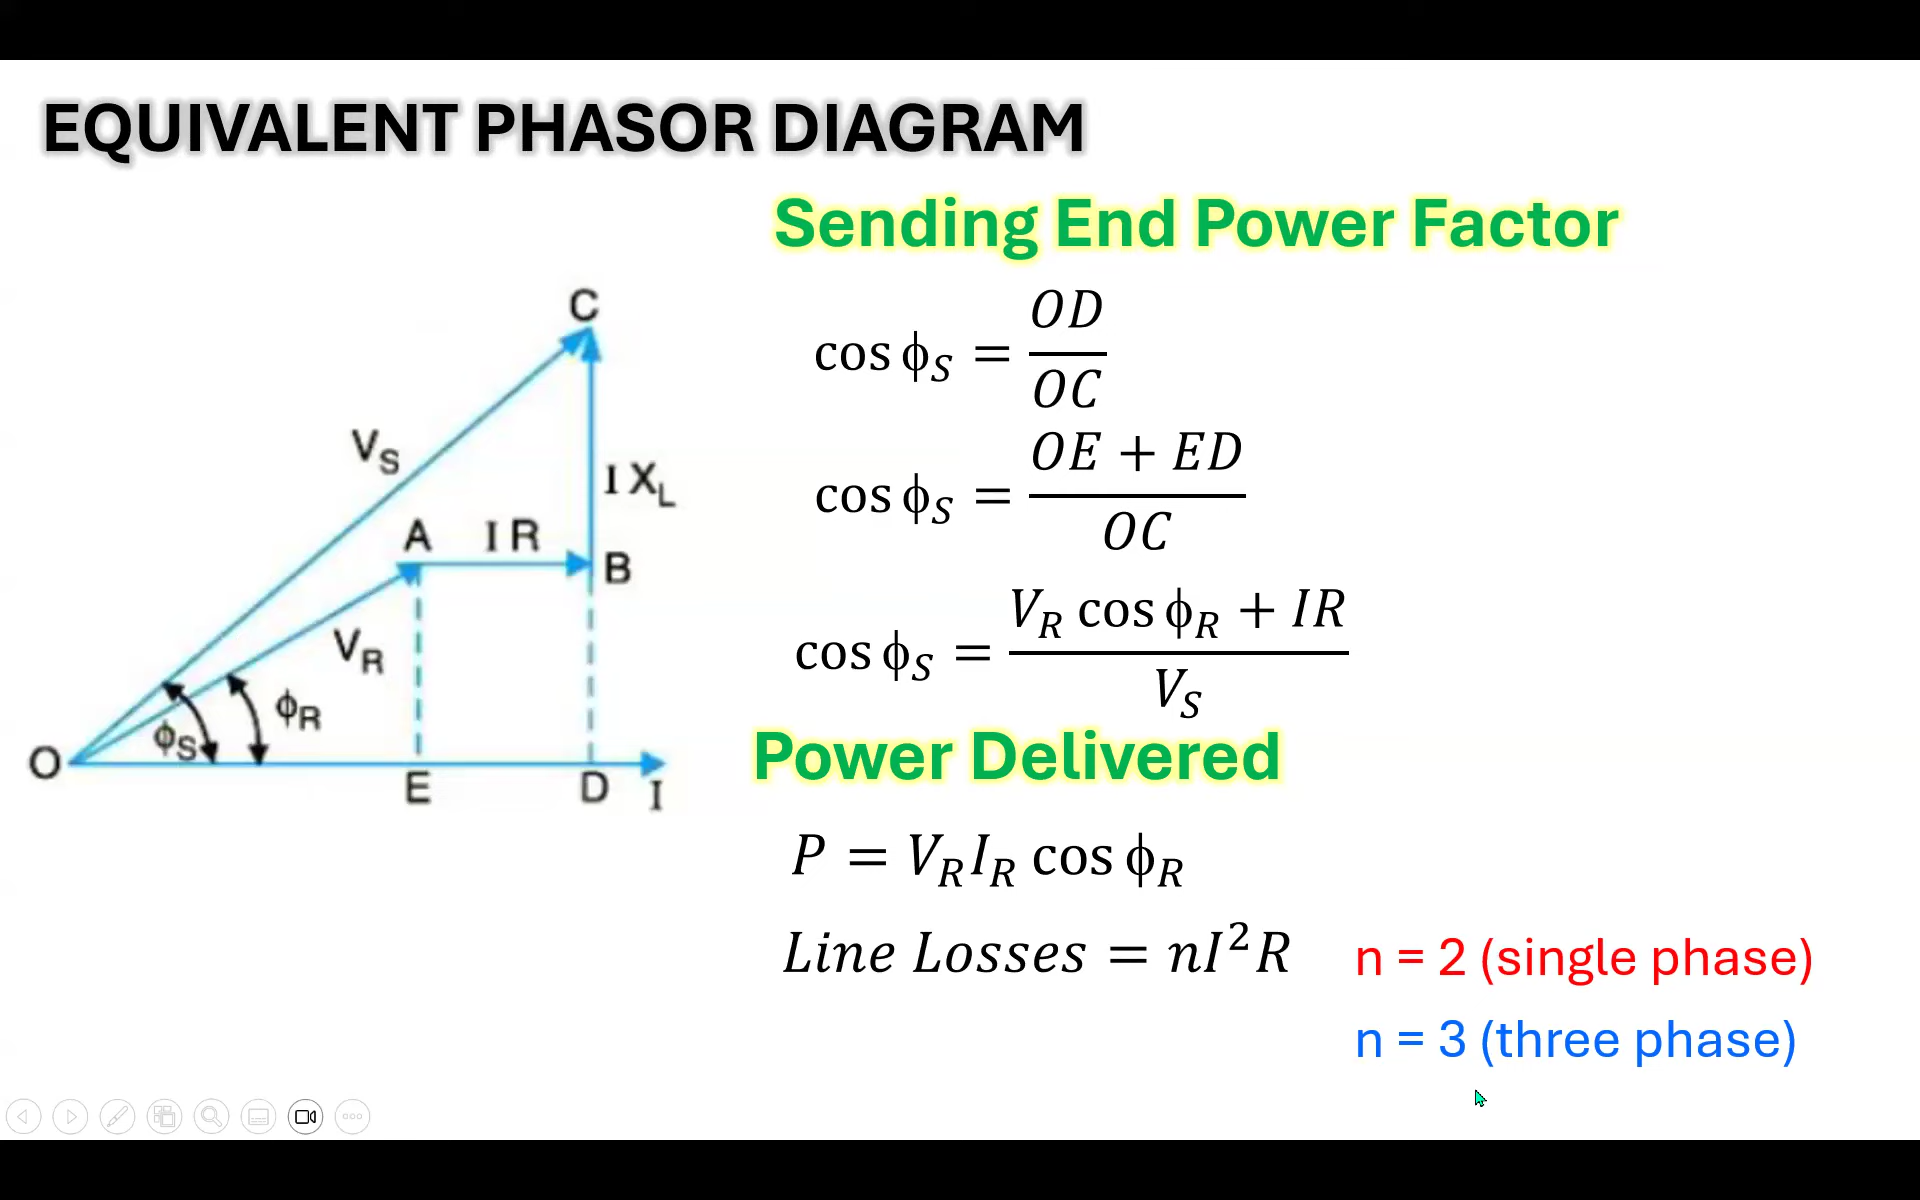 EQUIVALENT PHASOR DIAGRAM
Sending End Power Factor
cos ϕ_S = OD/OC
cos ϕ_S = (OE + ED)/OC
cos ϕ_S = (V_R cos ϕ_R + IR)/V_S
Power Delivered
P = V_R I_R cos ϕ_R
Line Losses = nI²R
n = 2 (single phase)
n = 3 (three phase)
C
V_S
I X_L
A
I R
B
V_R
ϕ_R
ϕ_S
O
E
D
I